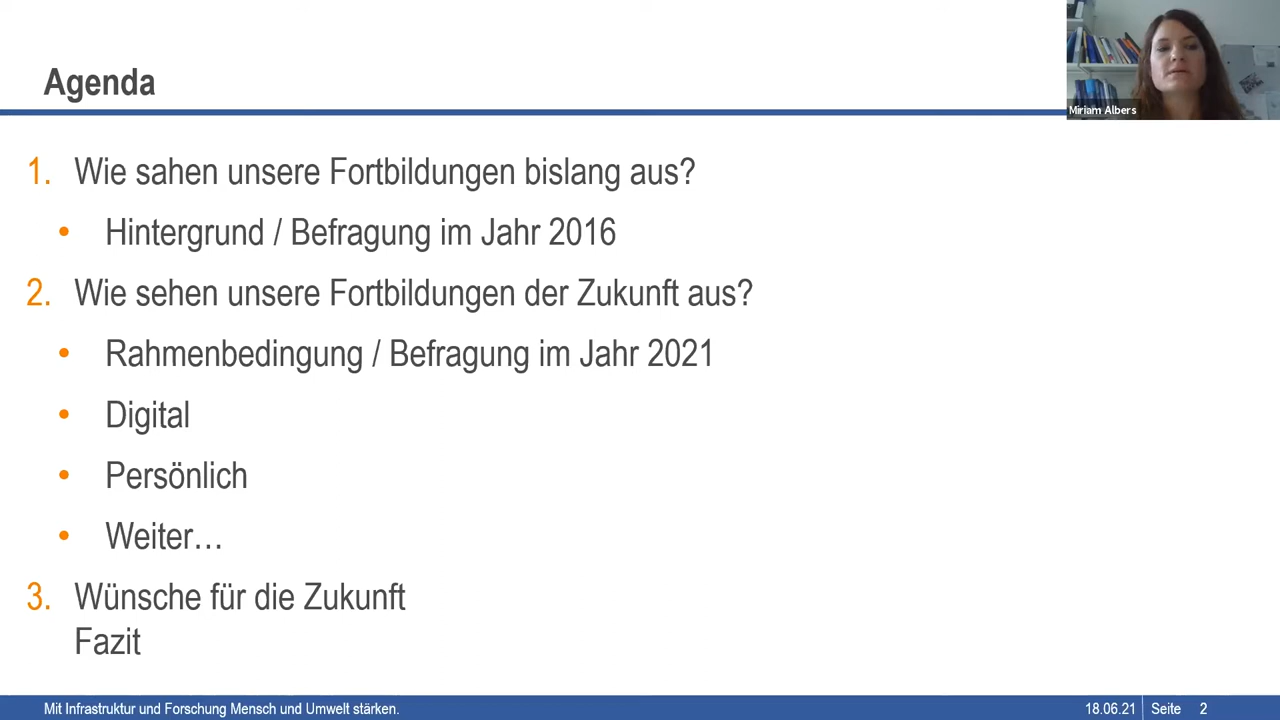 Agenda
Miriam Albers
1. Wie sahen unsere Fortbildungen bislang aus?
• Hintergrund / Befragung im Jahr 2016
2. Wie sehen unsere Fortbildungen der Zukunft aus?
• Rahmenbedingung / Befragung im Jahr 2021
• Digital
• Persönlich
• Weiter…
3. Wünsche für die Zukunft
Fazit
Mit Infrastruktur und Forschung Mensch und Umwelt stärken.
18.06.21 Seite 2